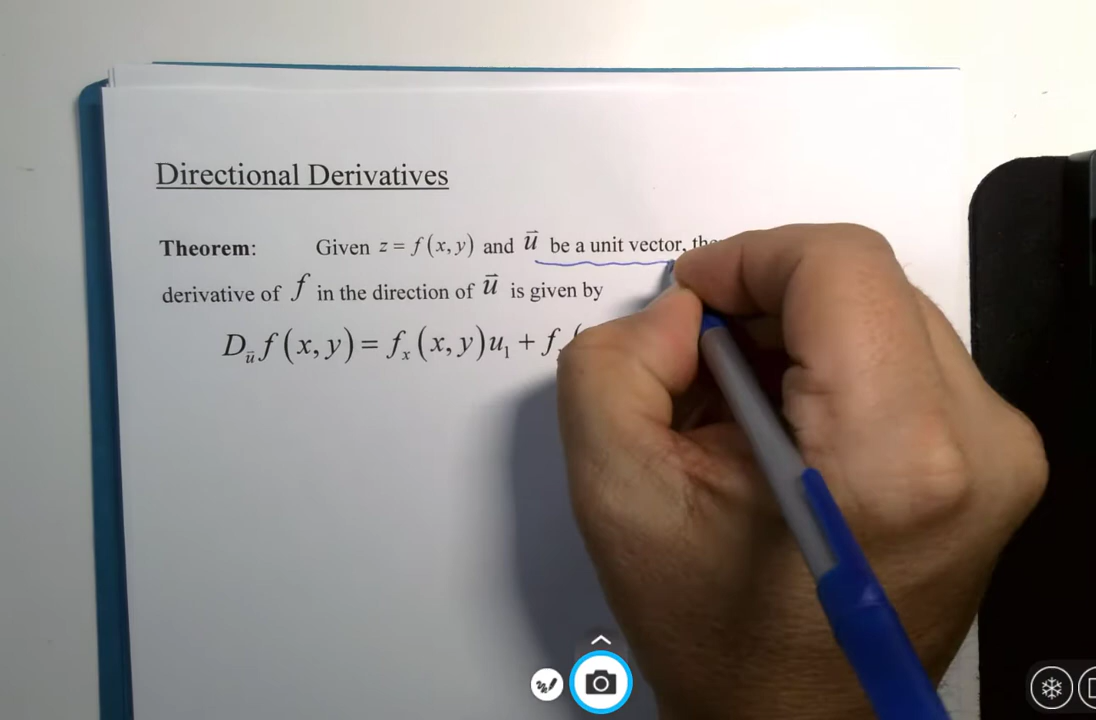 Directional Derivatives
Theorem: Given z = f(x, y) and u⃗ be a unit vector,
derivative of f in the direction of u⃗ is given by
D_u⃗ f(x, y) = f_x(x, y)u₁ + f